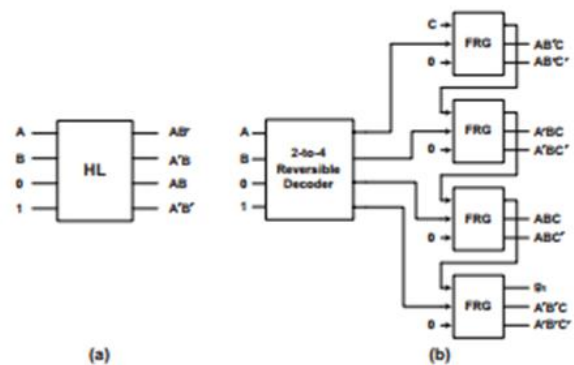 A
B
0
1
HL
AB'
A'B
AB
A'B'
(a)
A
B
0
1
2-to-4
Reversible
Decoder
C
0
FRG
AB'C
AB'C'
0
FRG
A'BC
A'BC'
0
FRG
ABC
ABC'
0
FRG
g₁
A'B'C
A'B'C'
(b)